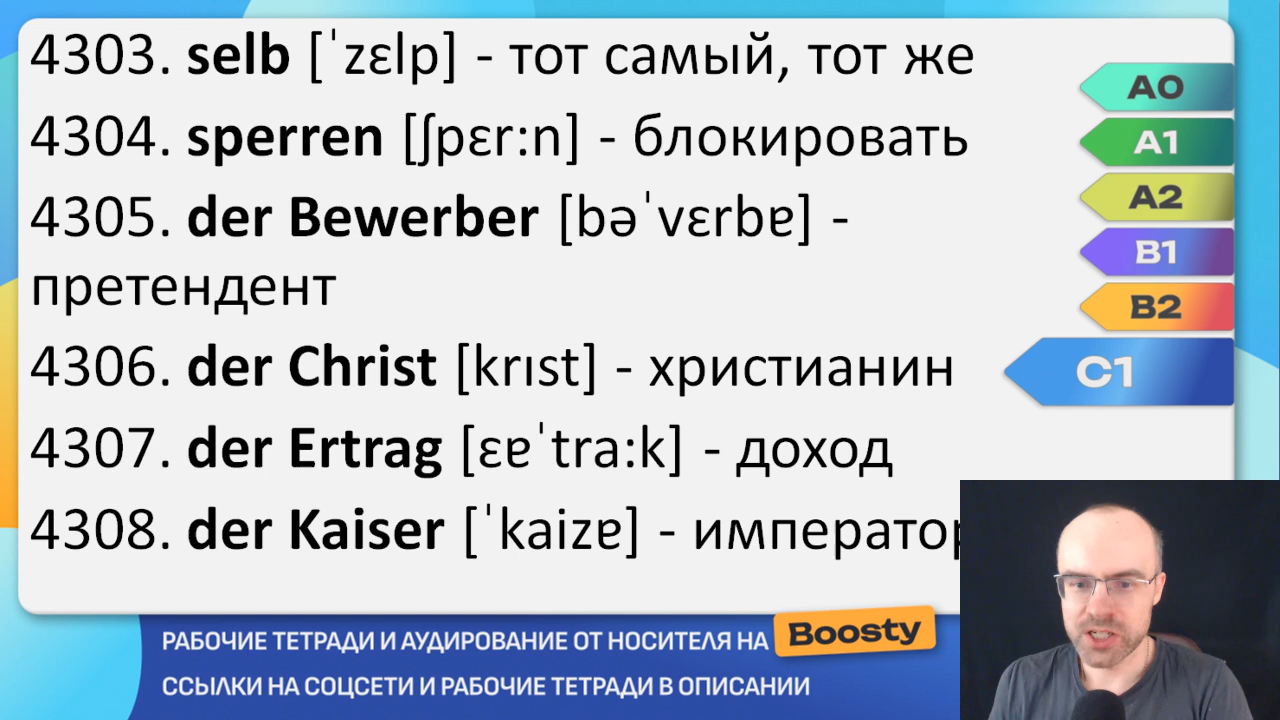 4303. selb [ˈzɛlp] - тот самый, тот же
4304. sperren [ʃpɛr:n] - блокировать
4305. der Bewerber [bəˈvɛrbɐ] -
претендент
4306. der Christ [krıst] - христианин
4307. der Ertrag [ɛɐˈtra:k] - доход
4308. der Kaiser [ˈkaizɐ] - император
A0
A1
A2
B1
B2
C1
РАБОЧИЕ ТЕТРАДИ И АУДИРОВАНИЕ ОТ НОСИТЕЛЯ НА Boosty
ССЫЛКИ НА СОЦСЕТИ И РАБОЧИЕ ТЕТРАДИ В ОПИСАНИИ